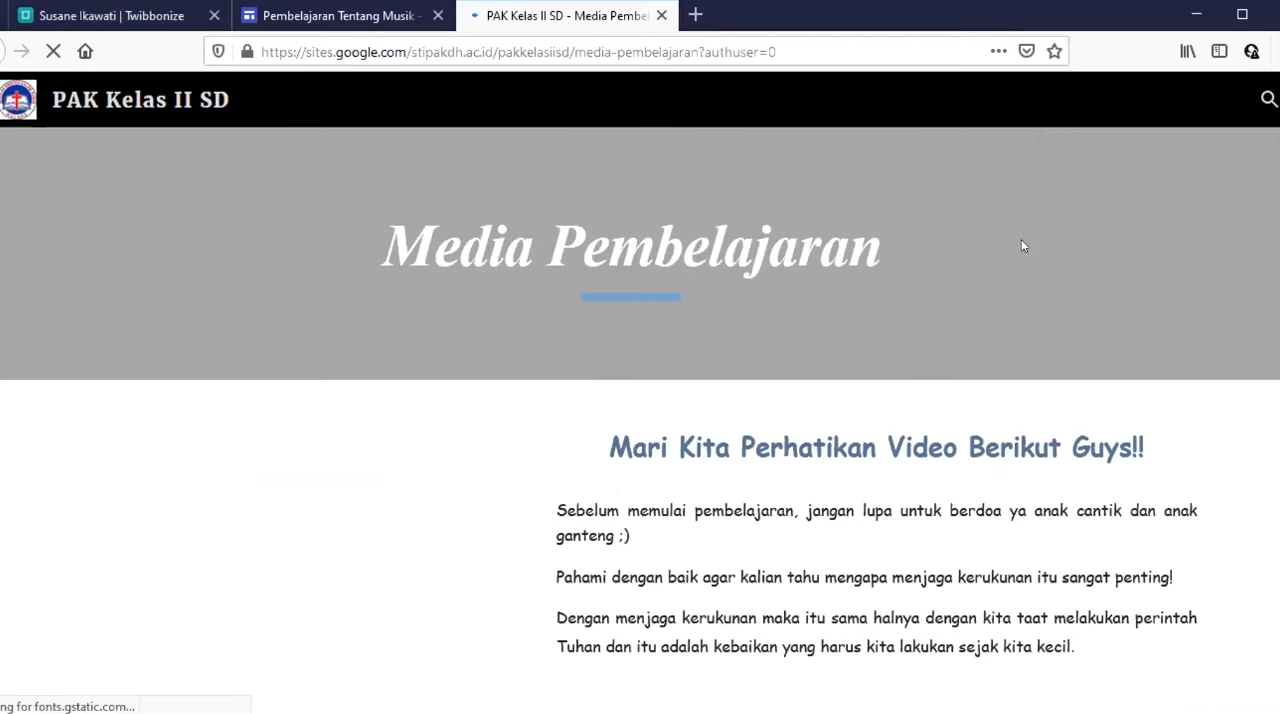 Susane Ikawati | Twibbonize
Pembelajaran Tentang Musik -
PAK Kelas II SD - Media Pembel
https://sites.google.com/stipakdh.ac.id/pakkelasiisd/media-pembelajaran?authuser=0
PAK Kelas II SD
Media Pembelajaran
Mari Kita Perhatikan Video Berikut Guys!!
Sebelum memulai pembelajaran, jangan lupa untuk berdoa ya anak cantik dan anak
ganteng ;)
Pahami dengan baik agar kalian tahu mengapa menjaga kerukunan itu sangat penting!
Dengan menjaga kerukunan maka itu sama halnya dengan kita taat melakukan perintah
Tuhan dan itu adalah kebaikan yang harus kita lakukan sejak kita kecil.
ng for fonts.gstatic.com...